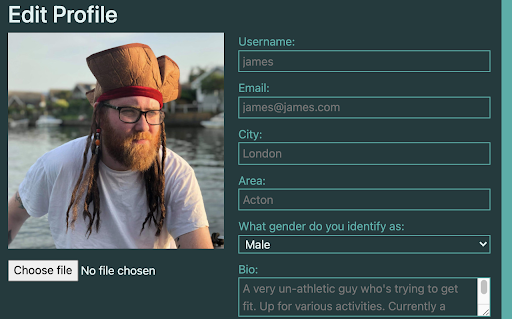 Edit Profile
Username:
james
Email:
james@james.com
City:
London
Area:
Acton
What gender do you identify as:
Male
Choose file No file chosen
Bio:
A very un-athletic guy who's trying to get
fit. Up for various activities. Currently a